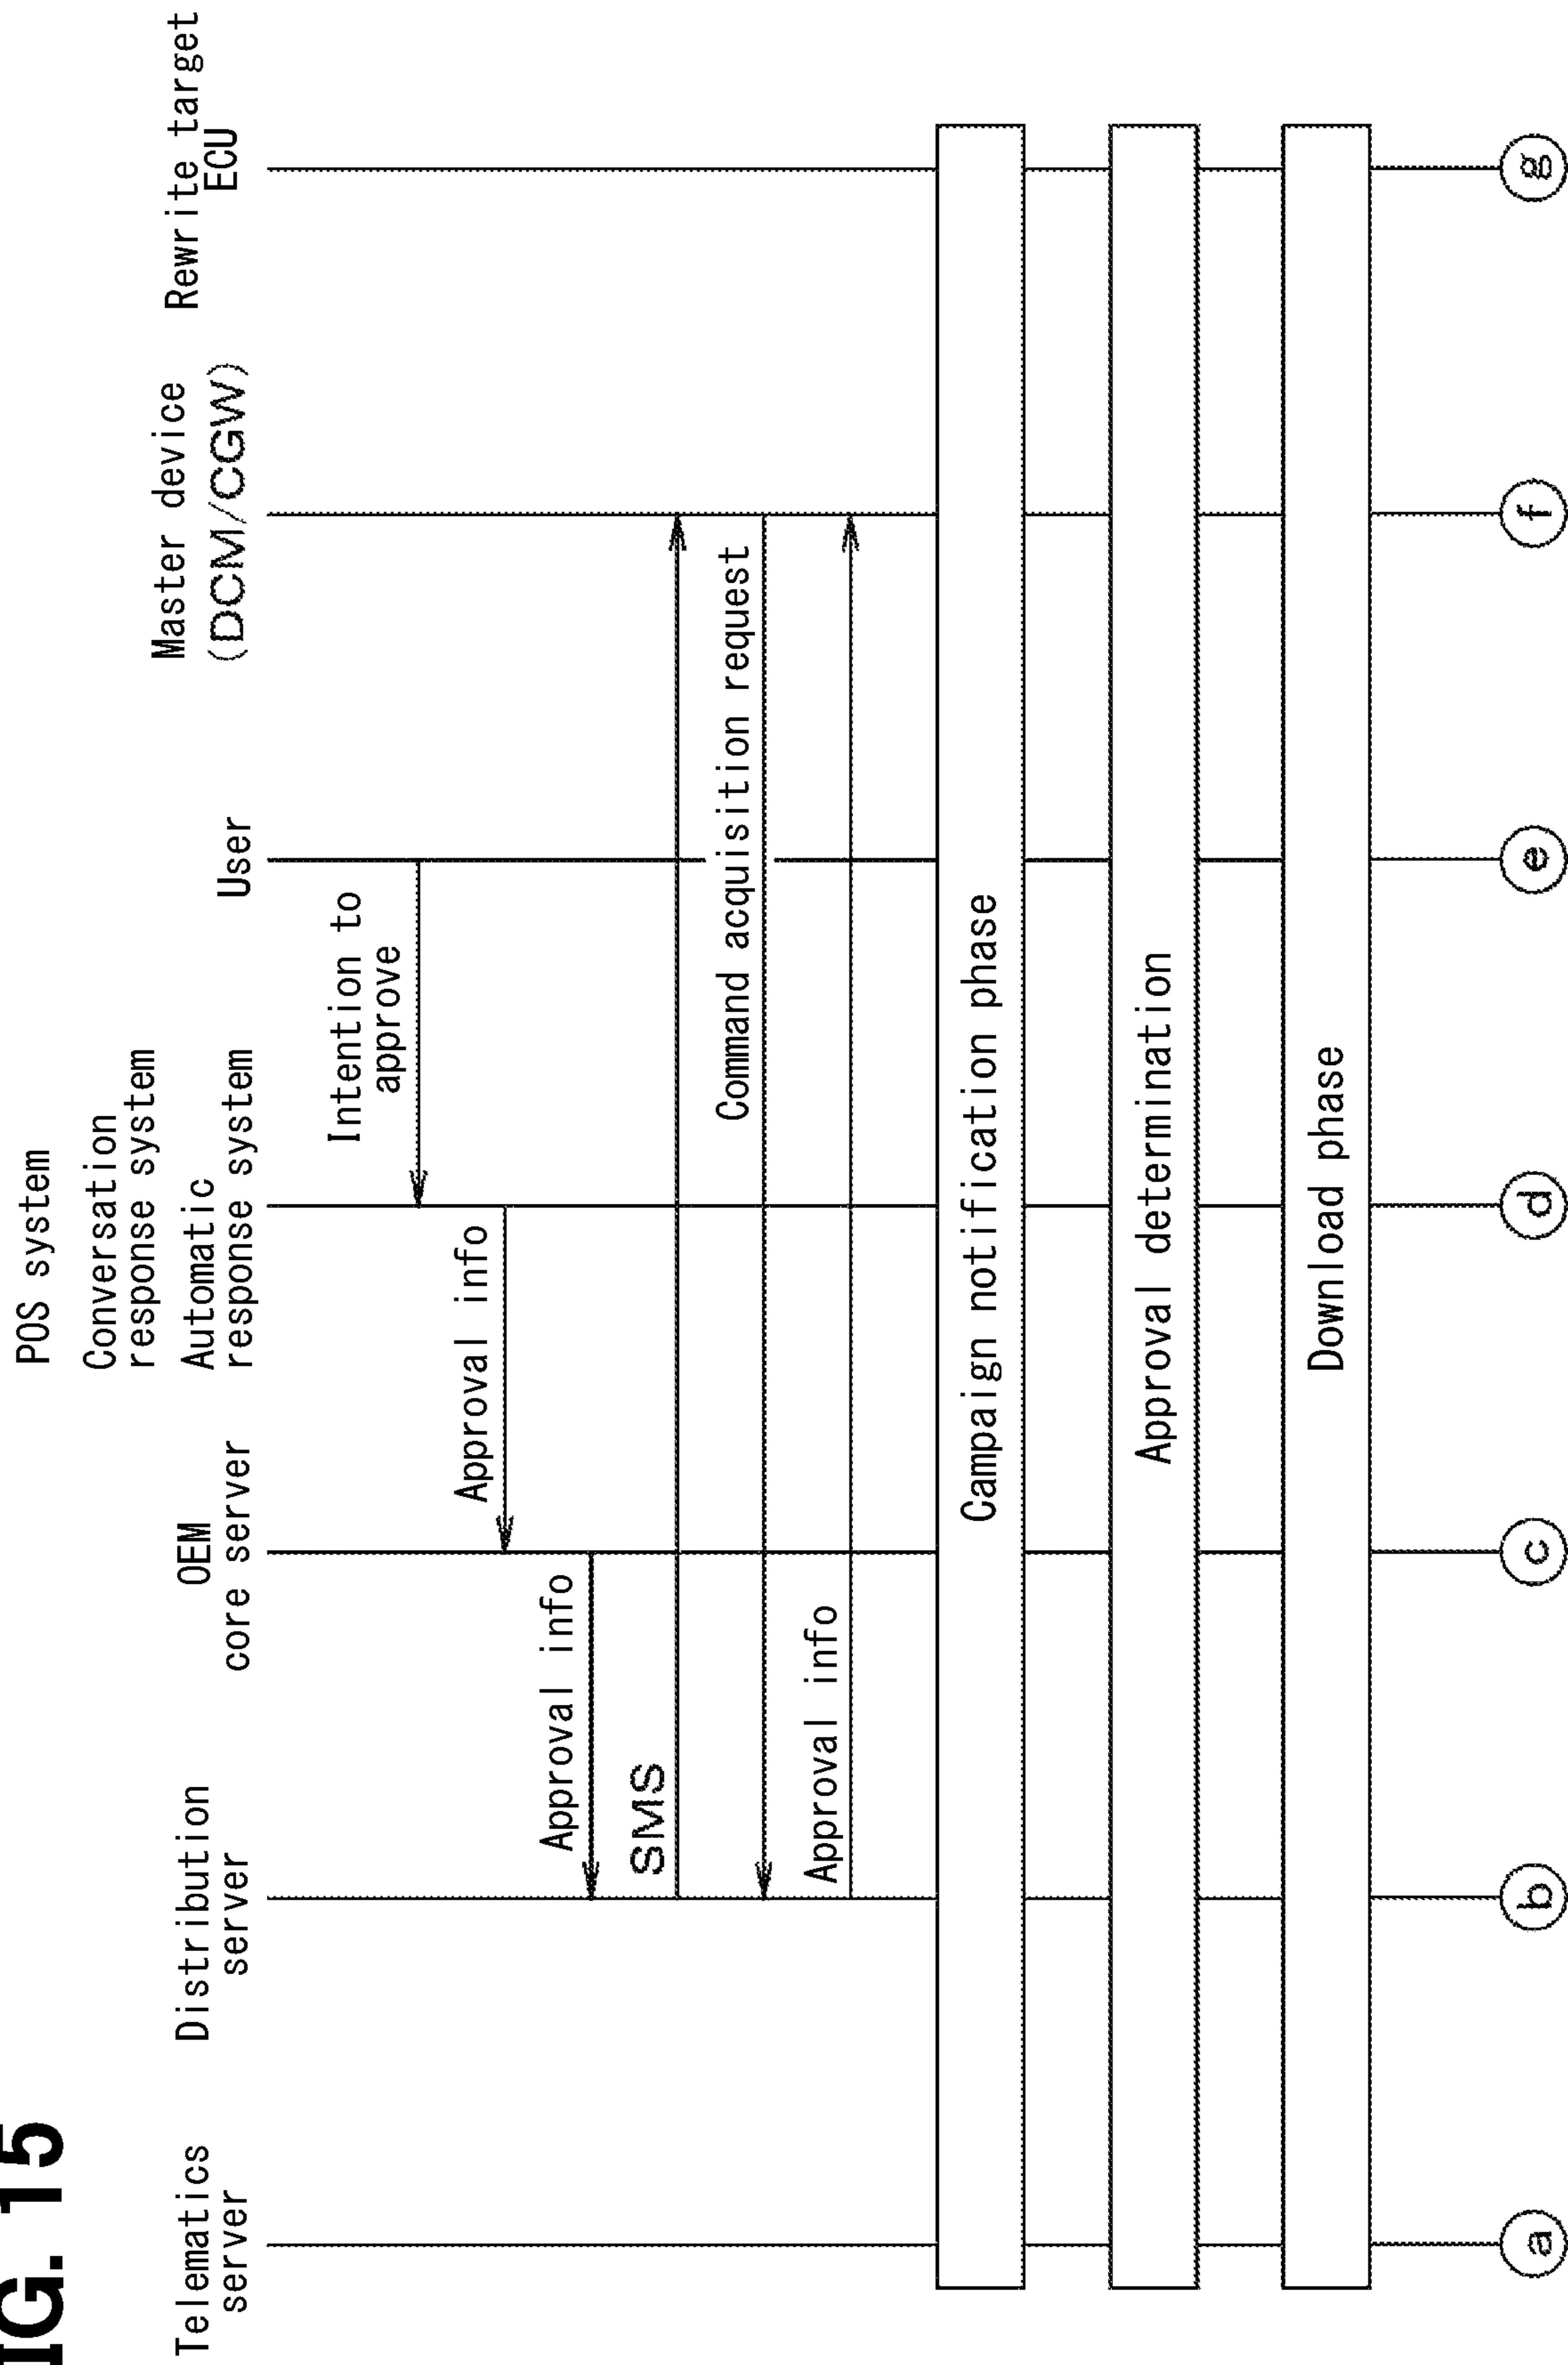 IG. 15
Telematics
server
Distribution
server
OEM
core server
POS system
Conversation
response system
Automatic
response system
User
Master device
(DCM/CGW)
Rewrite target
ECU
Intention to
approve
Approval info
Approval info
SMS
Command acquisition request
Approval info
Campaign notification phase
Approval determination
Download phase
a
b
c
d
e
f
g